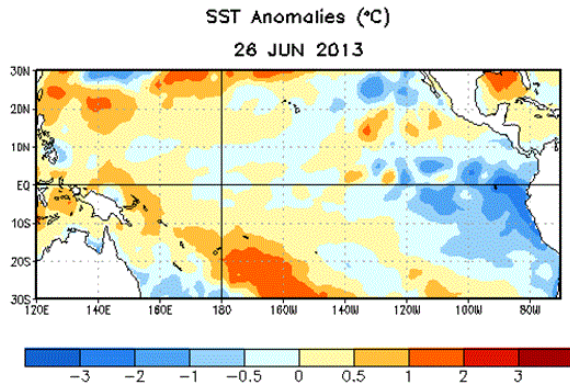 SST Anomalies (°C)
26 JUN 2013
30N
20N
10N
EQ
10S
20S
30S
120E 140E 160E 180 160W 140W 120W 100W 80W
-3 -2 -1 -0.5 0 0.5 1 2 3